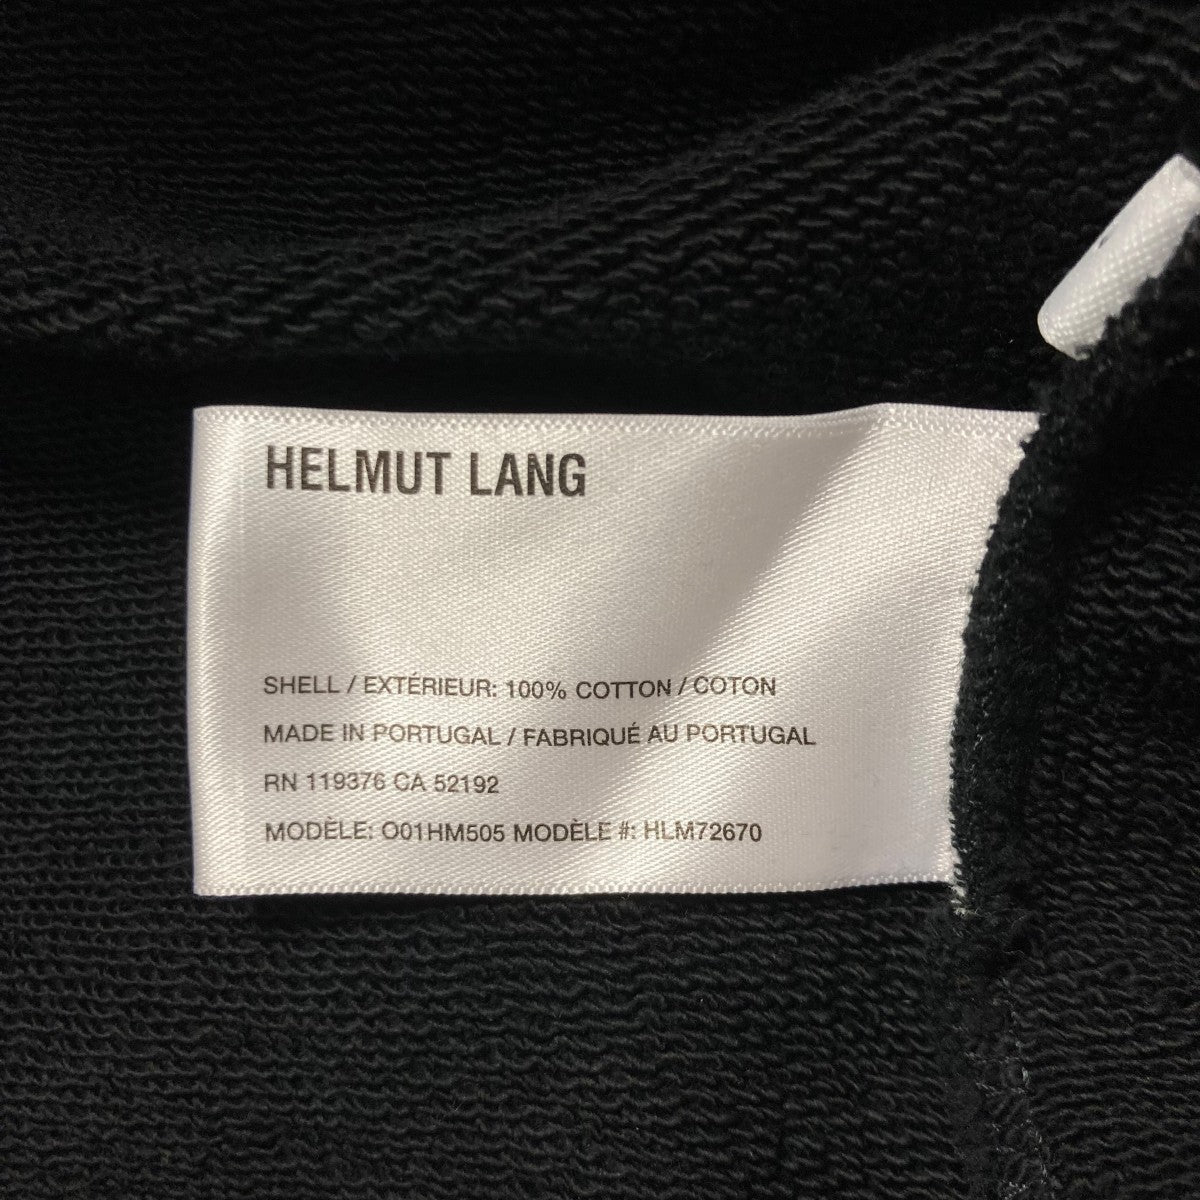 HELMUT LANG
SHELL / EXTÉRIEUR: 100% COTTON / COTON
MADE IN PORTUGAL / FABRIQUÉ AU PORTUGAL
RN 119376 CA 52192
MODÈLE: O01HM505 MODÈLE #: HLM72670